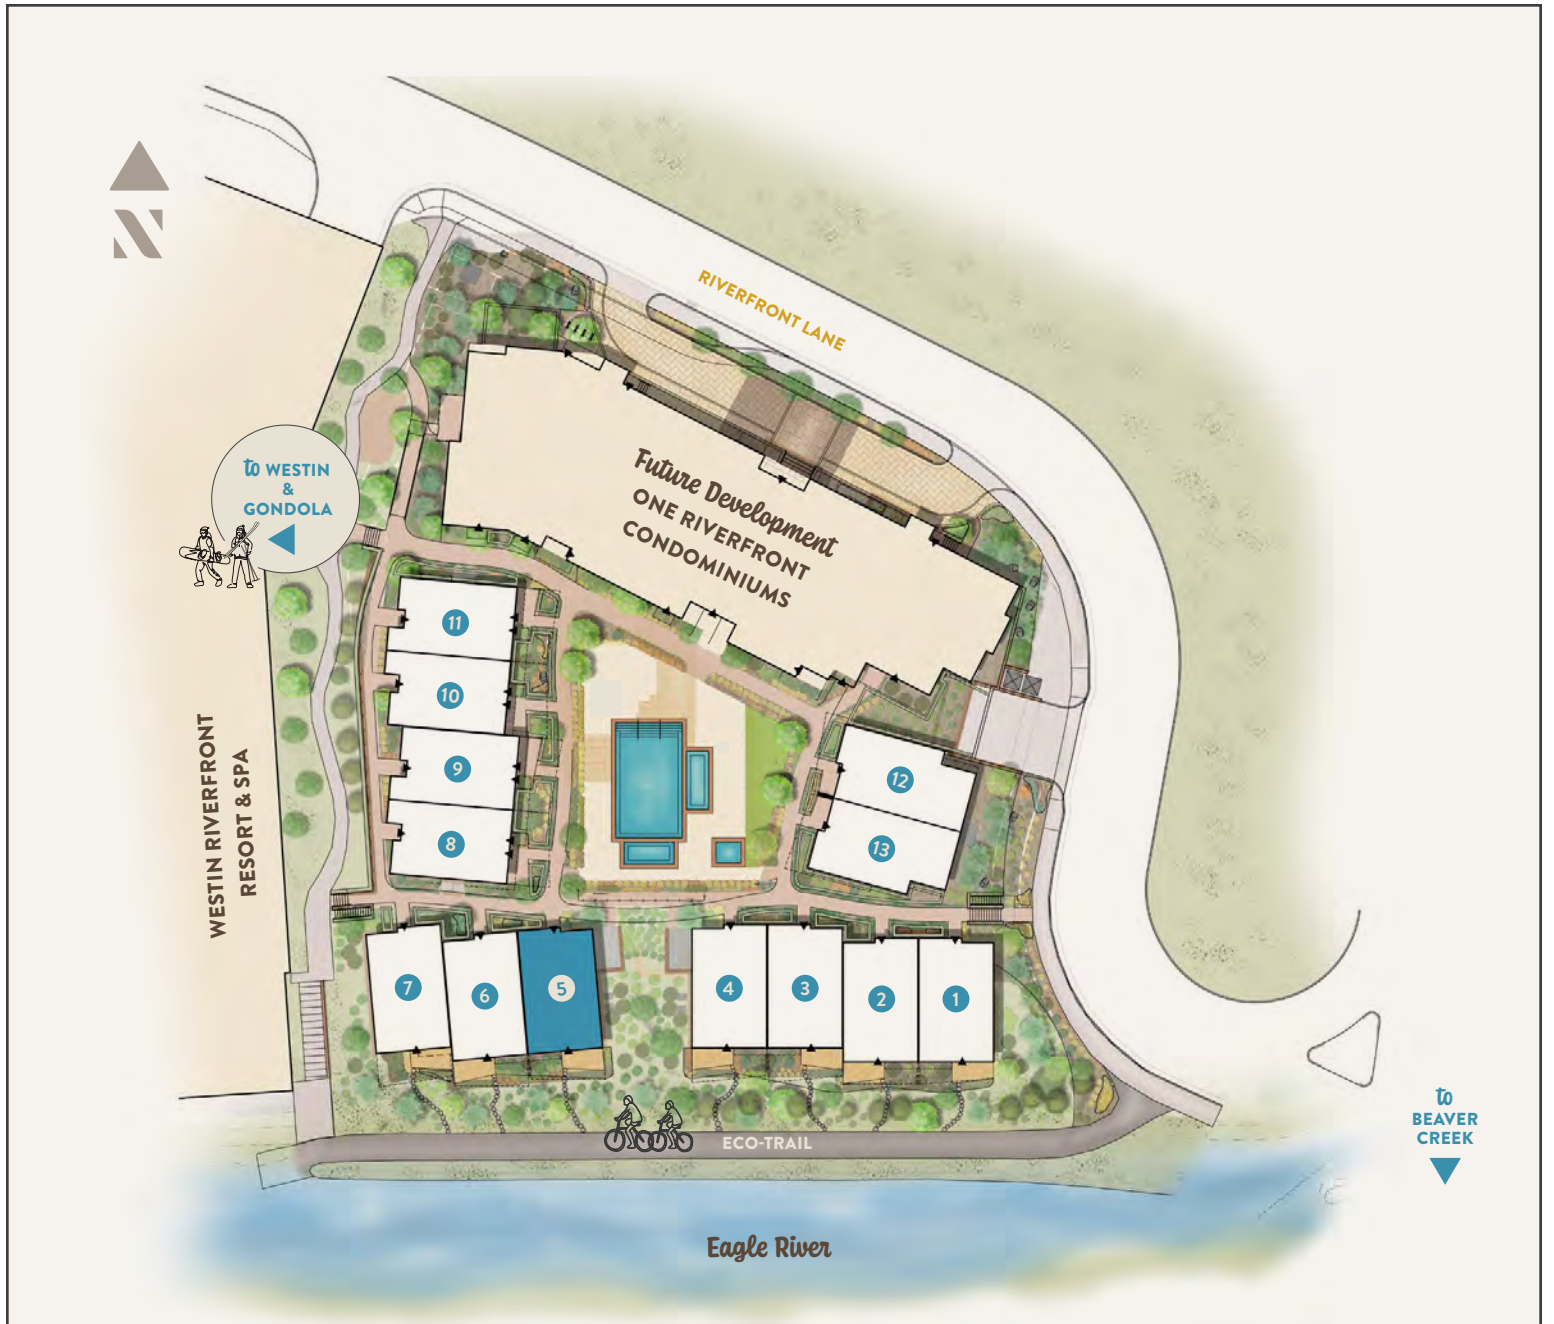 N
RIVERFRONT LANE
to WESTIN
&
GONDOLA
Future Development
ONE RIVERFRONT
CONDOMINIUMS
WESTIN RIVERFRONT
RESORT & SPA
11
10
9
8
12
13
7
6
5
4
3
2
1
ECO-TRAIL
to
BEAVER
CREEK
Eagle River